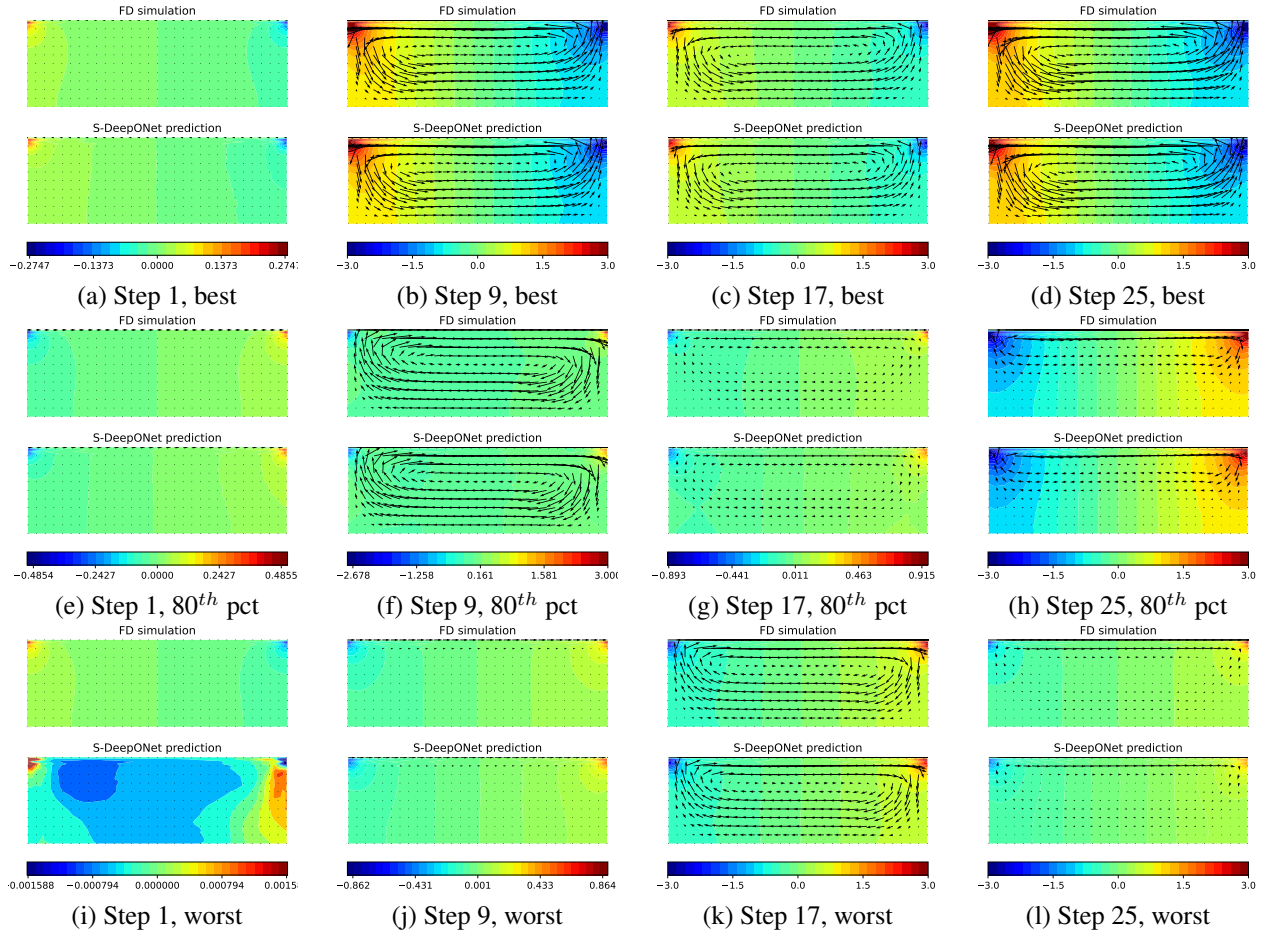 FD simulation FD simulation FD simulation FD simulation
S-DeepONet prediction S-DeepONet prediction S-DeepONet prediction S-DeepONet prediction
−0.2747 −0.1373 0.0000 0.1373 0.2747 −3.0 −1.5 0.0 1.5 3.0 −3.0 −1.5 0.0 1.5 3.0 −3.0 −1.5 0.0 1.5 3.0
(a) Step 1, best (b) Step 9, best (c) Step 17, best (d) Step 25, best
FD simulation FD simulation FD simulation FD simulation
S-DeepONet prediction S-DeepONet prediction S-DeepONet prediction S-DeepONet prediction
−0.4854 −0.2427 0.0000 0.2427 0.4855 −2.678 −1.258 0.161 1.581 3.000 −0.893 −0.441 0.011 0.463 0.915 −3.0 −1.5 0.0 1.5 3.0
(e) Step 1, 80th pct (f) Step 9, 80th pct (g) Step 17, 80th pct (h) Step 25, 80th pct
FD simulation FD simulation FD simulation FD simulation
S-DeepONet prediction S-DeepONet prediction S-DeepONet prediction S-DeepONet prediction
0.001588 −0.000794 0.000000 0.000794 0.00158 −0.862 −0.431 0.001 0.433 0.864 −3.0 −1.5 0.0 1.5 3.0 −3.0 −1.5 0.0 1.5 3.0
(i) Step 1, worst (j) Step 9, worst (k) Step 17, worst (l) Step 25, worst